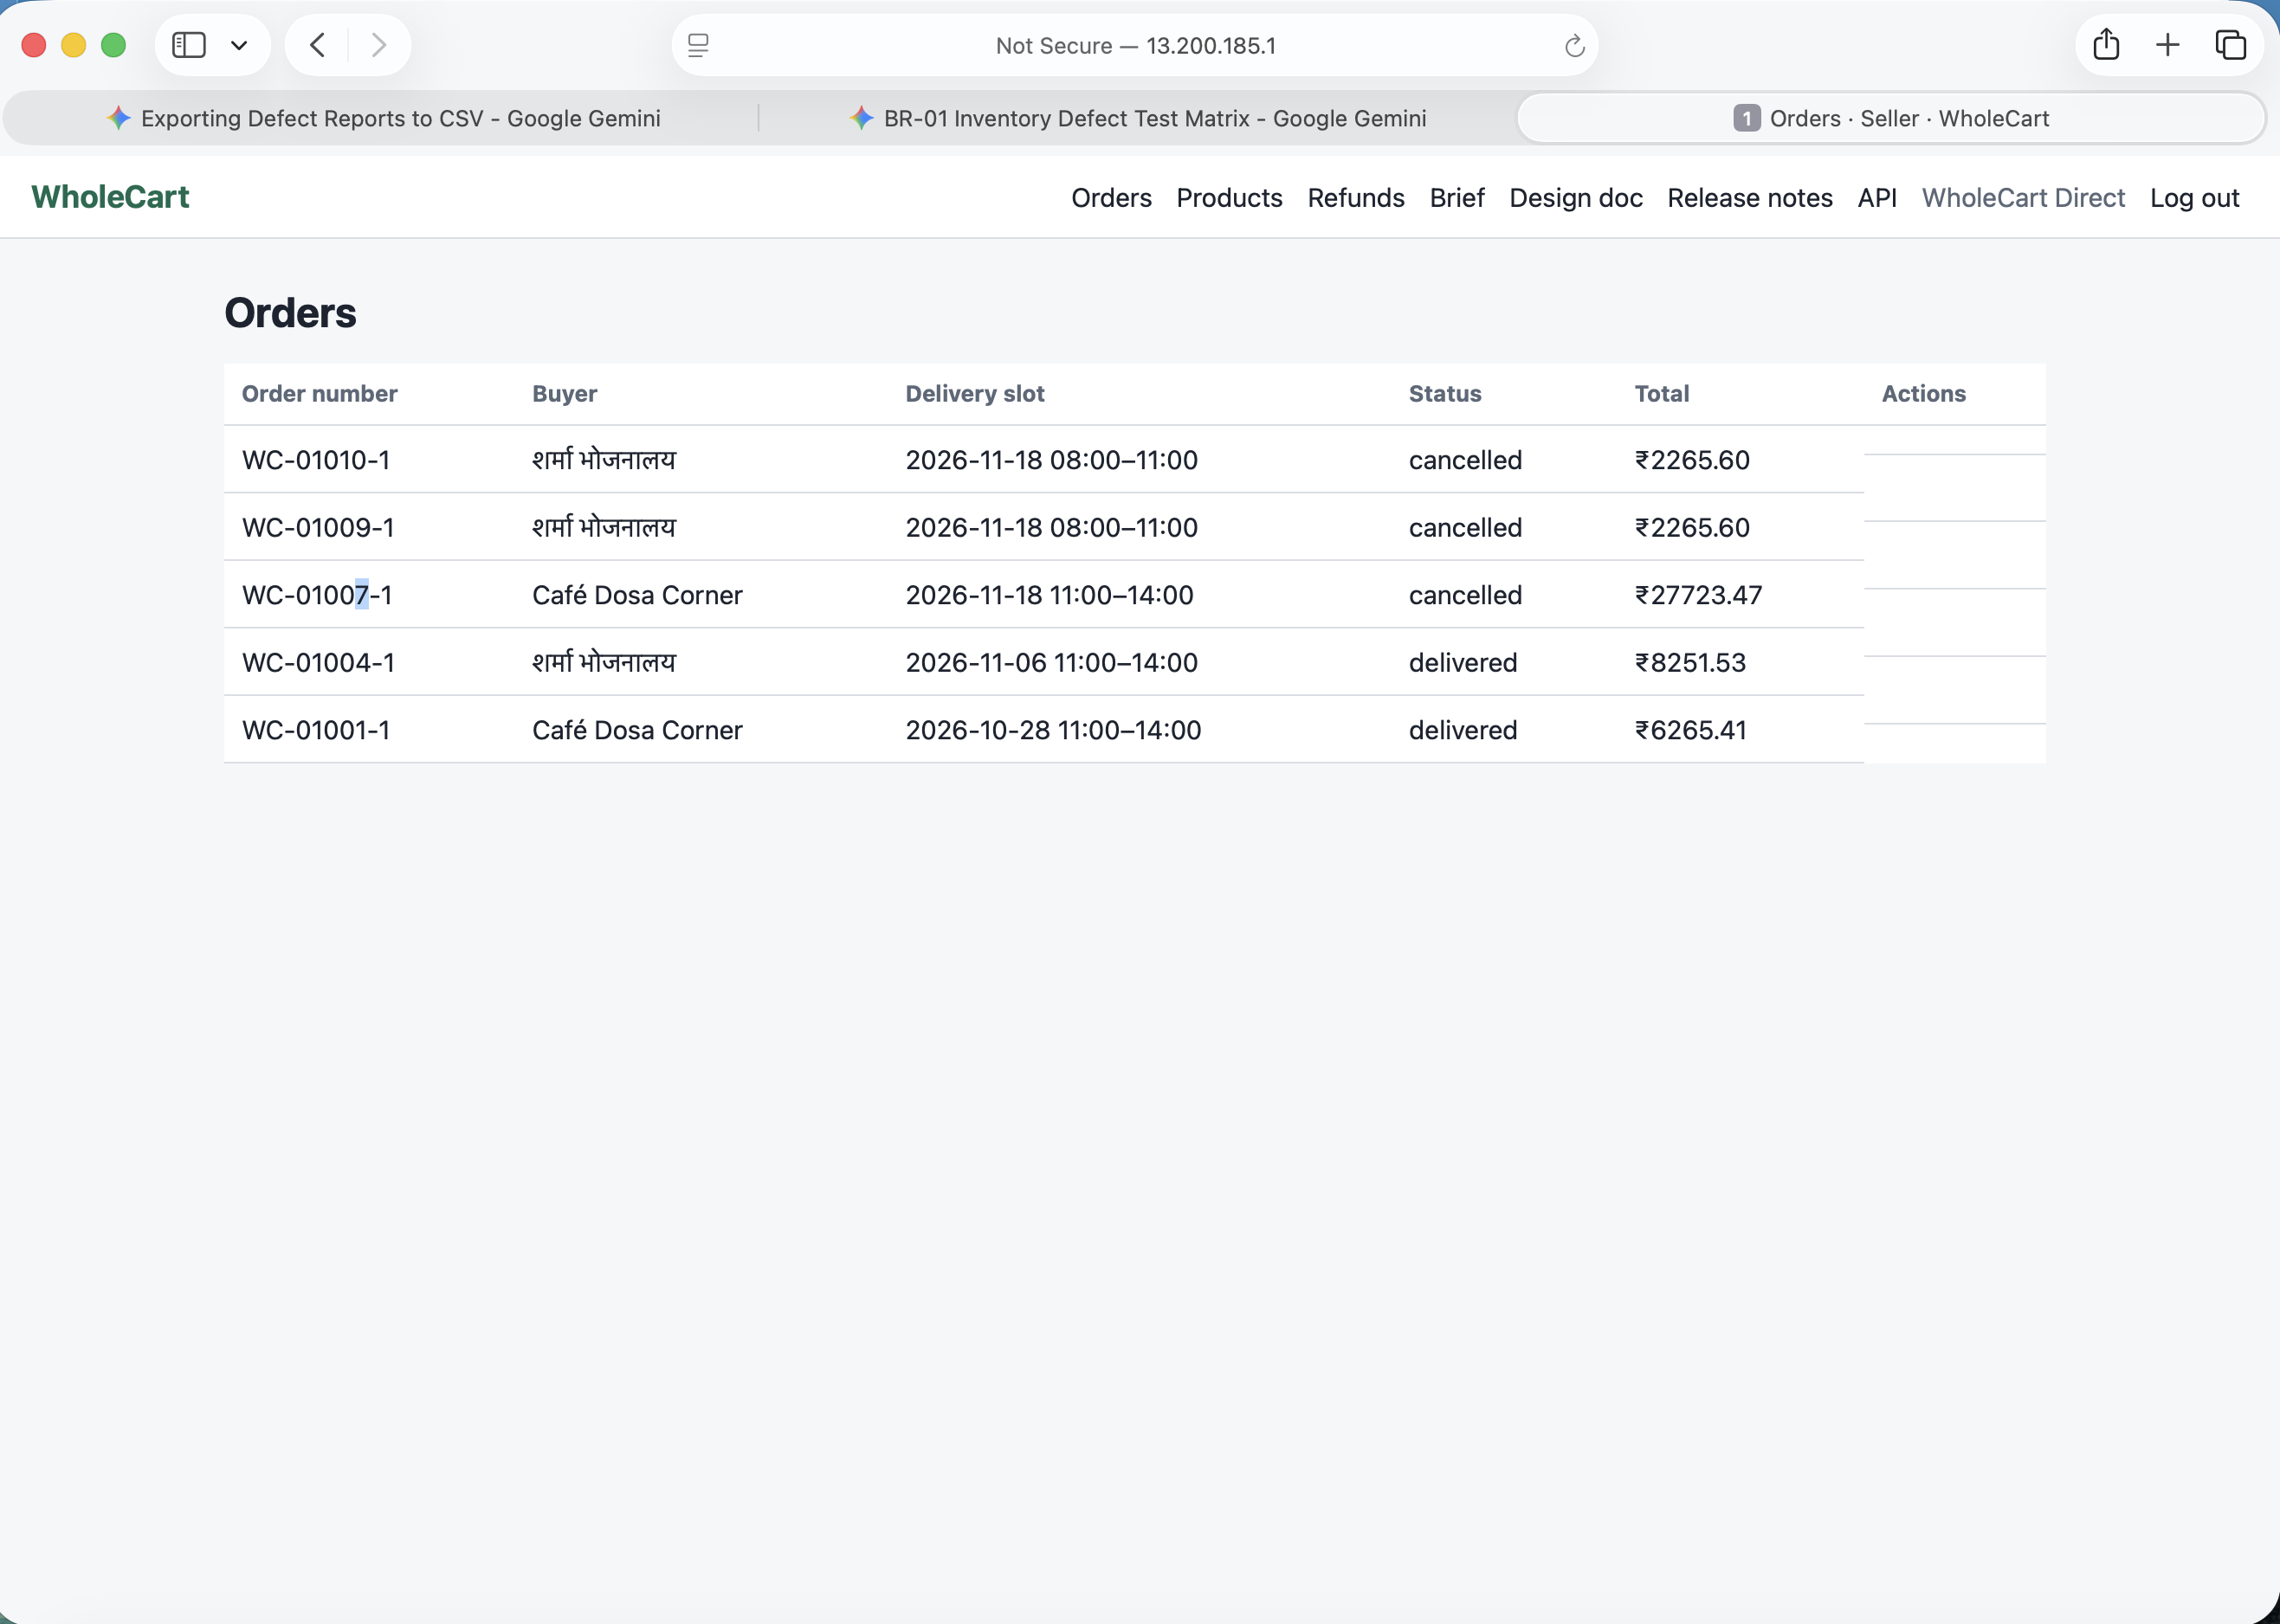 Not Secure — 13.200.185.1
Exporting Defect Reports to CSV - Google Gemini
BR-01 Inventory Defect Test Matrix - Google Gemini
1 Orders · Seller · WholeCart
WholeCart
Orders Products Refunds Brief Design doc Release notes API WholeCart Direct Log out
Orders
Order number Buyer Delivery slot Status Total Actions
WC-01010-1 शर्मा भोजनालय 2026-11-18 08:00–11:00 cancelled ₹2265.60
WC-01009-1 शर्मा भोजनालय 2026-11-18 08:00–11:00 cancelled ₹2265.60
WC-01007-1 Café Dosa Corner 2026-11-18 11:00–14:00 cancelled ₹27723.47
WC-01004-1 शर्मा भोजनालय 2026-11-06 11:00–14:00 delivered ₹8251.53
WC-01001-1 Café Dosa Corner 2026-10-28 11:00–14:00 delivered ₹6265.41